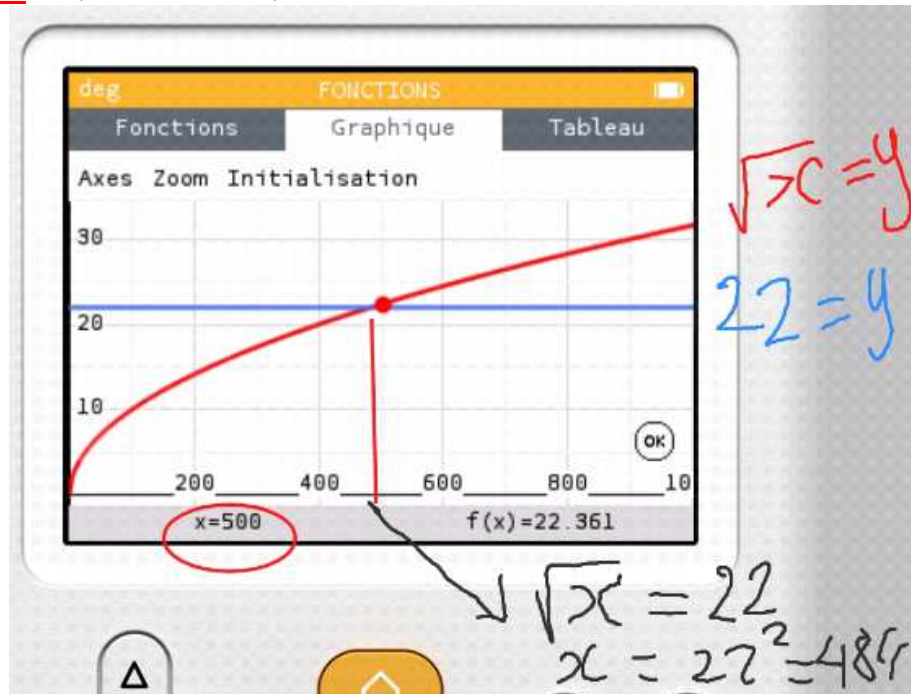 deg FONCTIONS
Fonctions Graphique Tableau
Axes Zoom Initialisation
30
20
10
OK
200 400 600 800 10
x=500 f(x)=22.361
√x = y
22 = y
√x = 22
x = 22² = 484